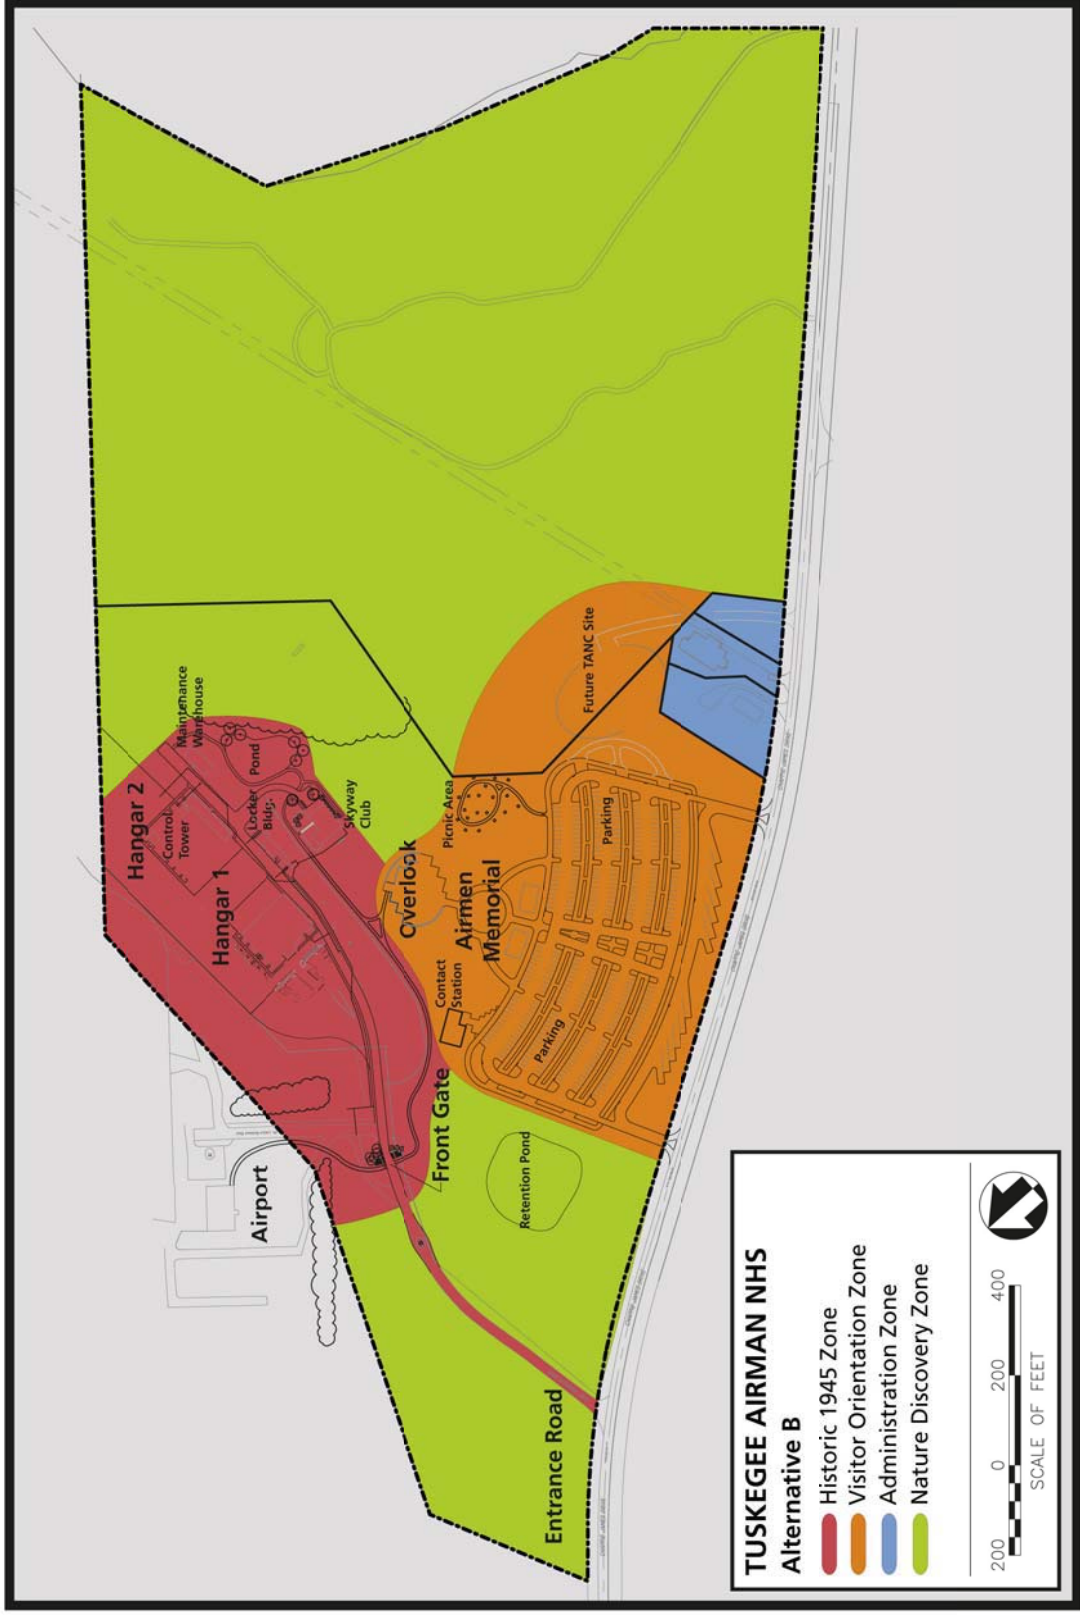 Maintenance
Warehouse
Hangar 2
Control
Tower
Locker
Bldg.
Pond
Skyway
Club
Hangar 1
Overlook
Picnic Area
Future TANC Site
Airmen
Memorial
Contact
Station
Parking
Parking
Front Gate
Airport
Retention Pond
Entrance Road
TUSKEGEE AIRMAN NHS
Alternative B
Historic 1945 Zone
Visitor Orientation Zone
Administration Zone
Nature Discovery Zone
200 0 200 400
SCALE OF FEET